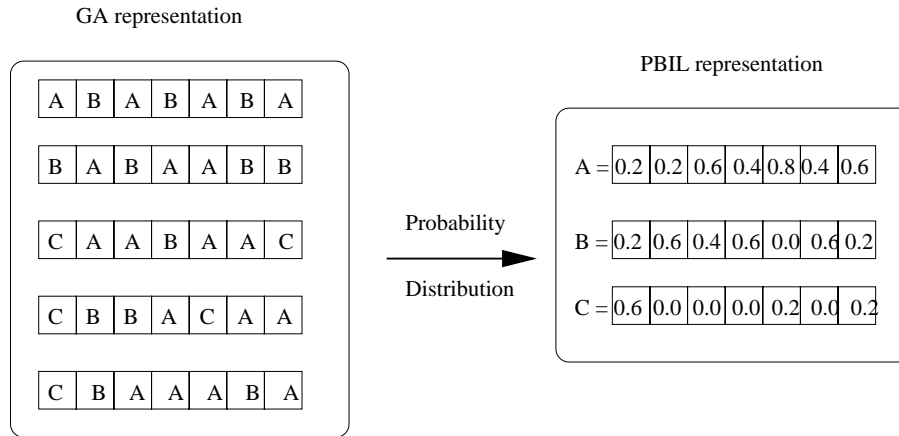 GA representation
A B A B A B A
B A B A A B B
C A A B A A C
C B B A C A A
C B A A A B A
Probability
Distribution
PBIL representation
A = 0.2 0.2 0.6 0.4 0.8 0.4 0.6
B = 0.2 0.6 0.4 0.6 0.0 0.6 0.2
C = 0.6 0.0 0.0 0.0 0.2 0.0 0.2